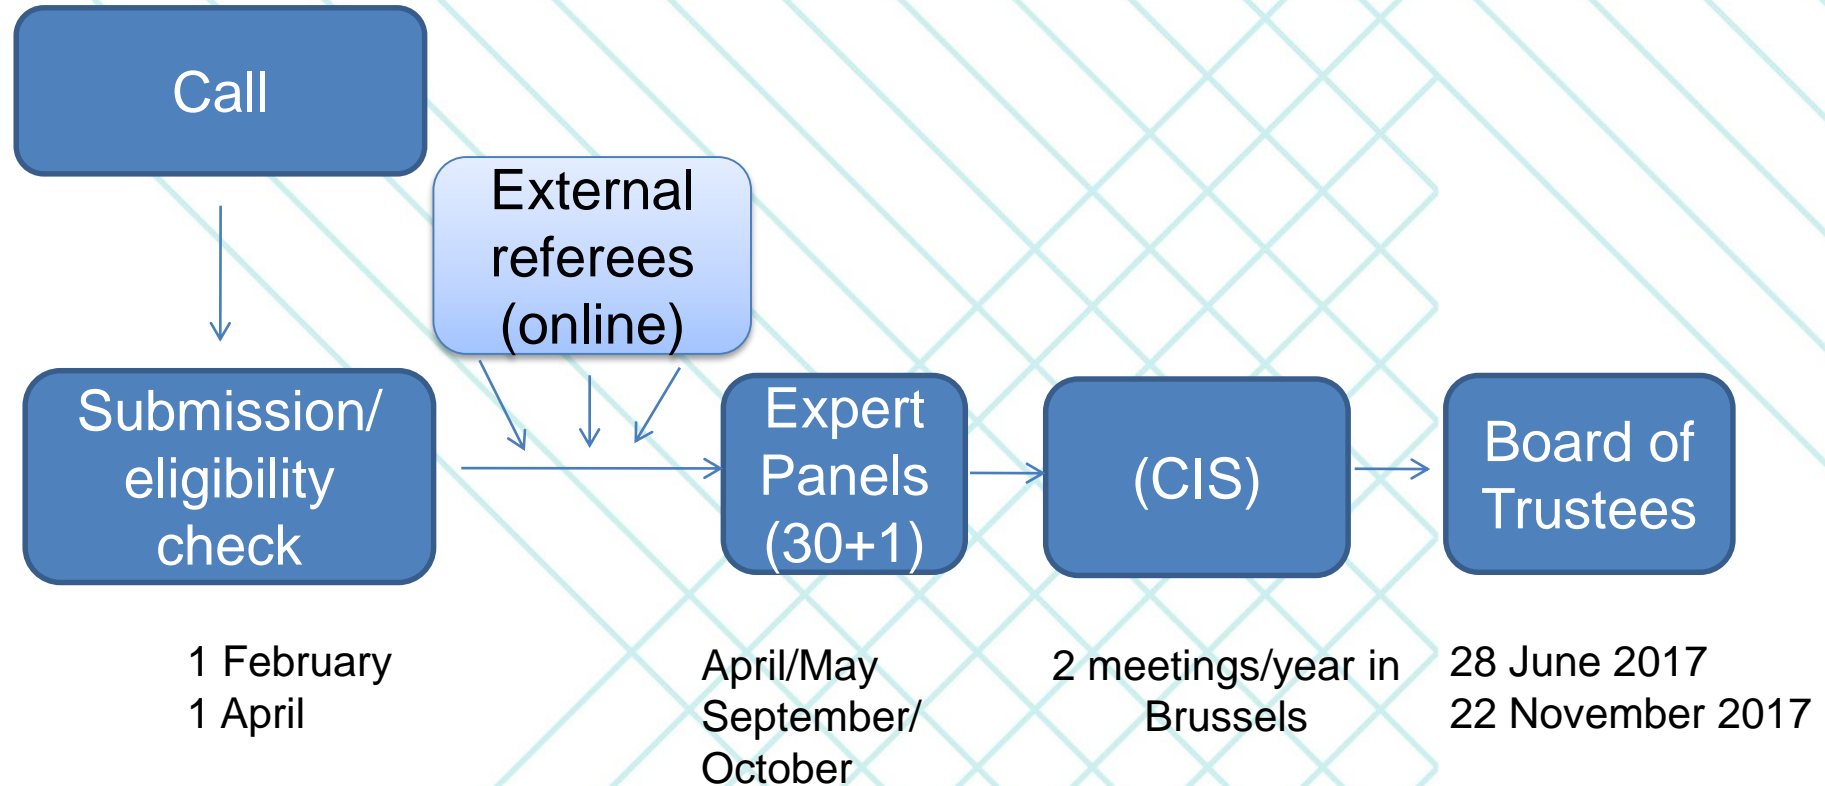 Call
External
referees
(online)
Submission/
eligibility
check
Expert
Panels
(30+1)
(CIS)
Board of
Trustees
1 February
1 April
April/May
September/
October
2 meetings/year in
Brussels
28 June 2017
22 November 2017